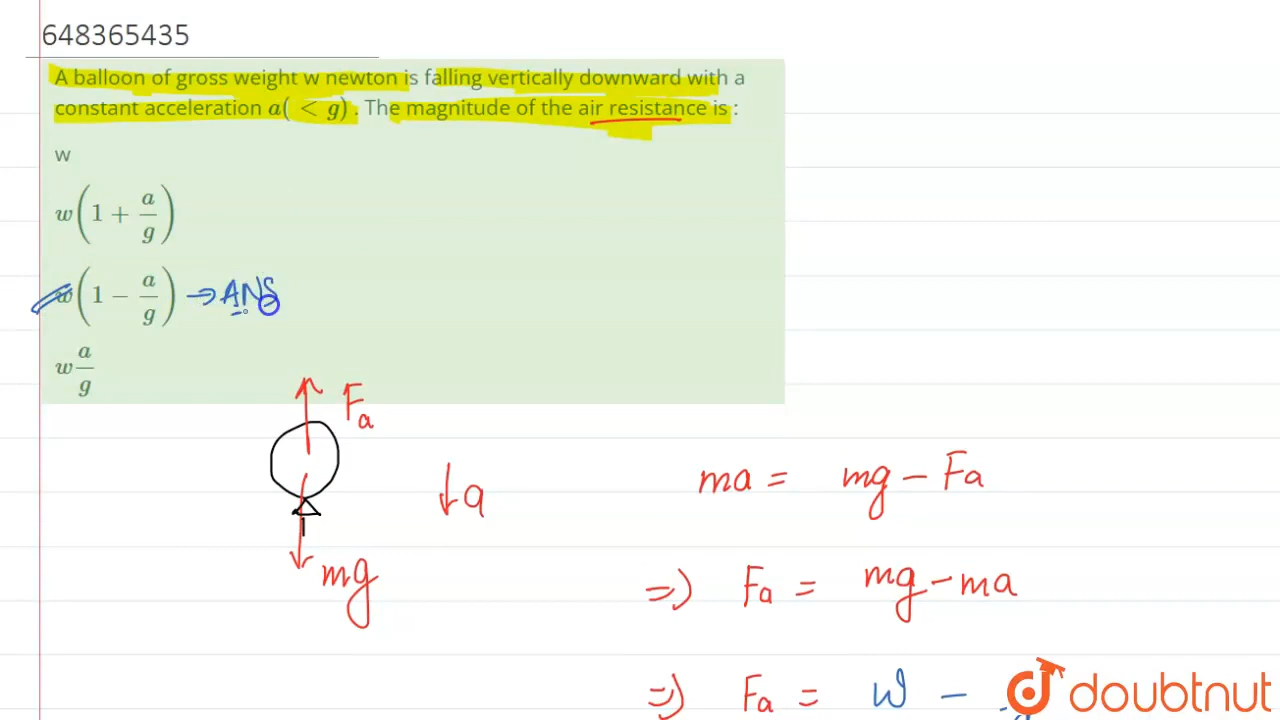 648365435
A balloon of gross weight w newton is falling vertically downward with a
constant acceleration a(<g). The magnitude of the air resistance is :
w
w(1 + a/g)
w(1 − a/g) → ANS
w a/g
Fa
↓a
ma = mg − Fa
mg
=) Fa = mg − ma
=) Fa = W −
doubtnut